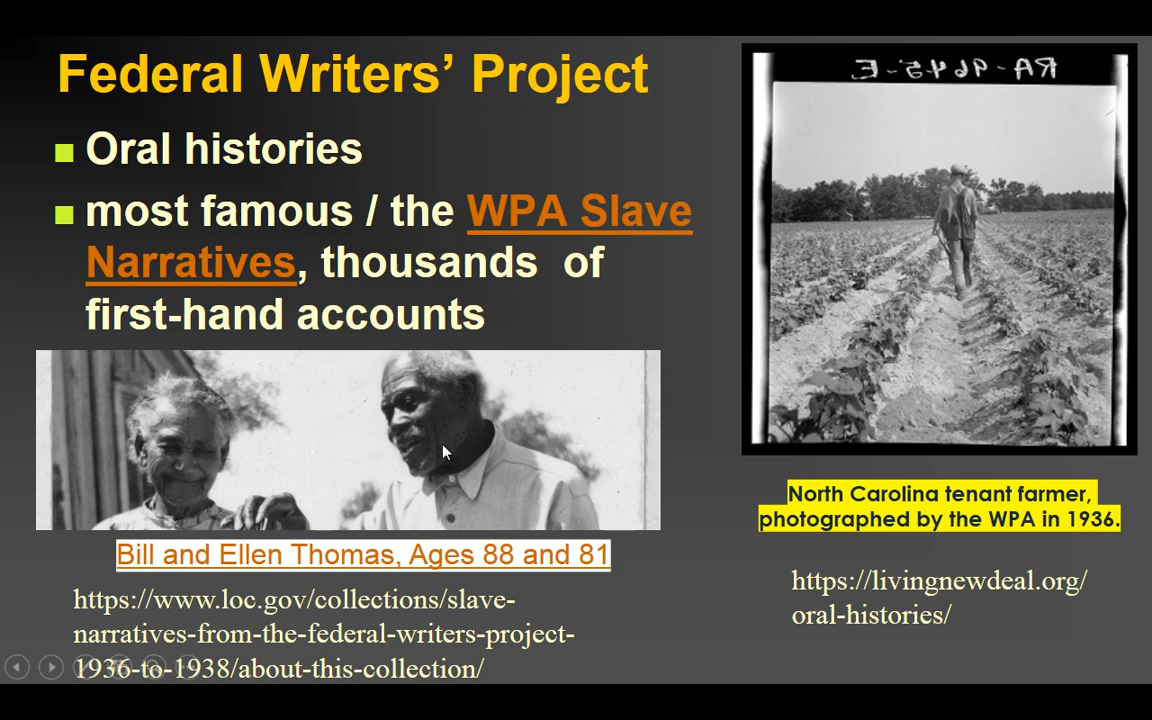 Federal Writers’ Project
Oral histories
most famous / the WPA Slave
Narratives, thousands of
first-hand accounts
Bill and Ellen Thomas, Ages 88 and 81
https://www.loc.gov/collections/slave-
narratives-from-the-federal-writers-project-
1936-to-1938/about-this-collection/
RA-9645-E
North Carolina tenant farmer,
photographed by the WPA in 1936.
https://livingnewdeal.org/
oral-histories/